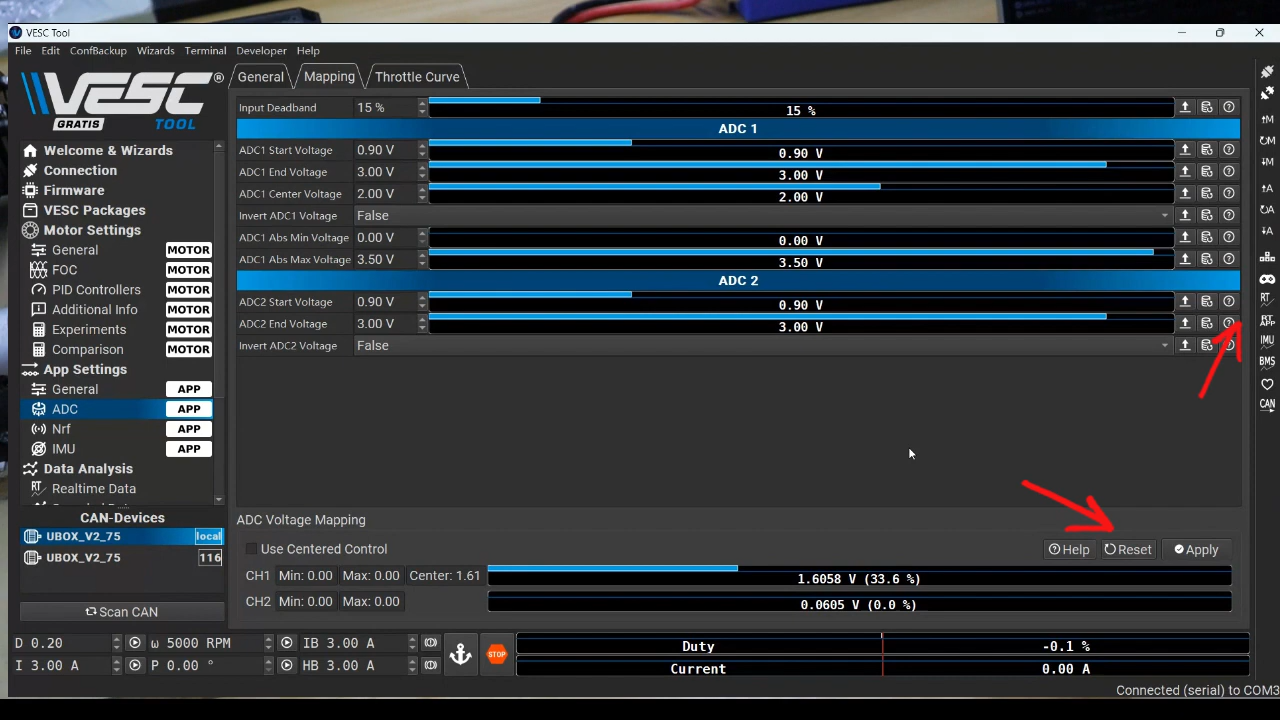 VESC Tool
File Edit ConfBackup Wizards Terminal Developer Help
VESC®
GRATIS TOOL
Welcome & Wizards
Connection
Firmware
VESC Packages
Motor Settings
General MOTOR
FOC MOTOR
PID Controllers MOTOR
Additional Info MOTOR
Experiments MOTOR
Comparison MOTOR
App Settings
General APP
ADC APP
Nrf APP
IMU APP
Data Analysis
RT Realtime Data
CAN-Devices
UBOX_V2_75 local
UBOX_V2_75 116
Scan CAN
General Mapping Throttle Curve
Input Deadband 15 % 15 %
ADC 1
ADC1 Start Voltage 0.90 V 0.90 V
ADC1 End Voltage 3.00 V 3.00 V
ADC1 Center Voltage 2.00 V 2.00 V
Invert ADC1 Voltage False
ADC1 Abs Min Voltage 0.00 V 0.00 V
ADC1 Abs Max Voltage 3.50 V 3.50 V
ADC 2
ADC2 Start Voltage 0.90 V 0.90 V
ADC2 End Voltage 3.00 V 3.00 V
Invert ADC2 Voltage False
ADC Voltage Mapping
Use Centered Control Help Reset Apply
CH1 Min: 0.00 Max: 0.00 Center: 1.61 1.6058 V (33.6 %)
CH2 Min: 0.00 Max: 0.00 0.0605 V (0.0 %)
D 0.20 ω 5000 RPM IB 3.00 A
I 3.00 A P 0.00 ° HB 3.00 A
STOP
Duty -0.1 %
Current 0.00 A
M
M
M
A
A
A
RT
RT
APP
IMU
BMS
CAN
Connected (serial) to COM3